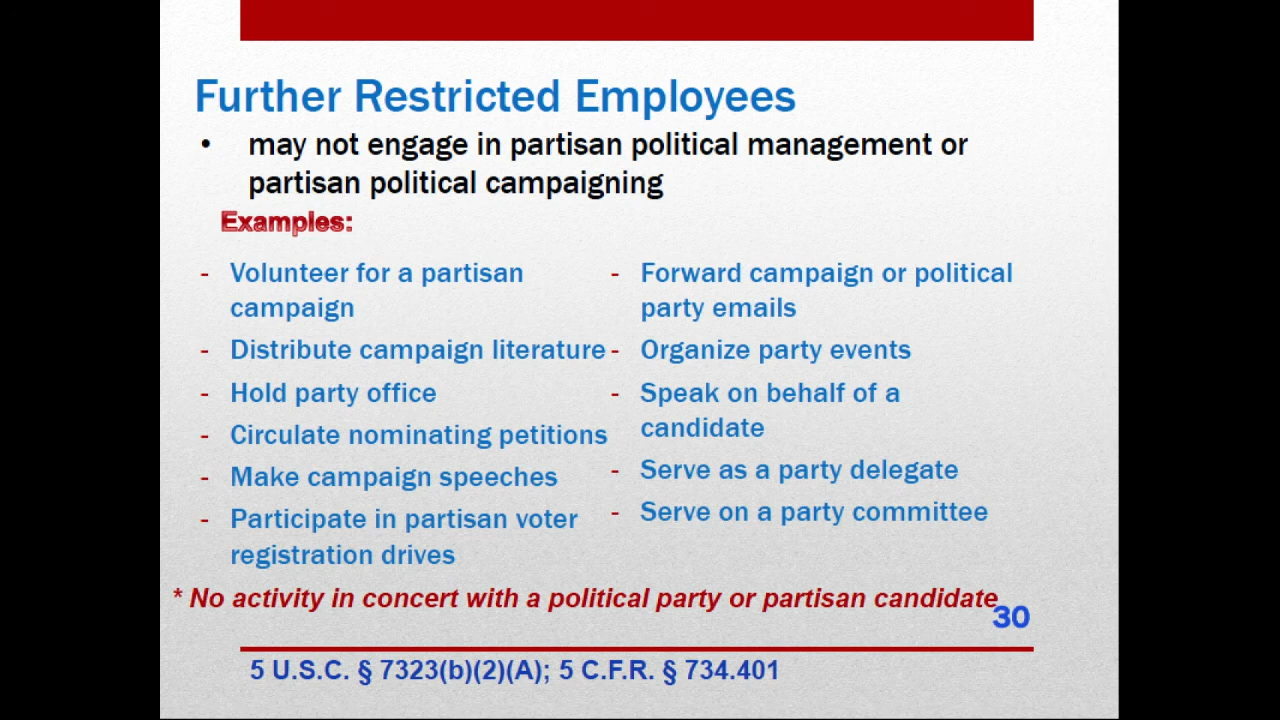 Further Restricted Employees
• may not engage in partisan political management or
partisan political campaigning
Examples:
- Volunteer for a partisan
campaign
- Distribute campaign literature
- Hold party office
- Circulate nominating petitions
- Make campaign speeches
- Participate in partisan voter
registration drives
- Forward campaign or political
party emails
- Organize party events
- Speak on behalf of a
candidate
- Serve as a party delegate
- Serve on a party committee
* No activity in concert with a political party or partisan candidate
30
5 U.S.C. § 7323(b)(2)(A); 5 C.F.R. § 734.401